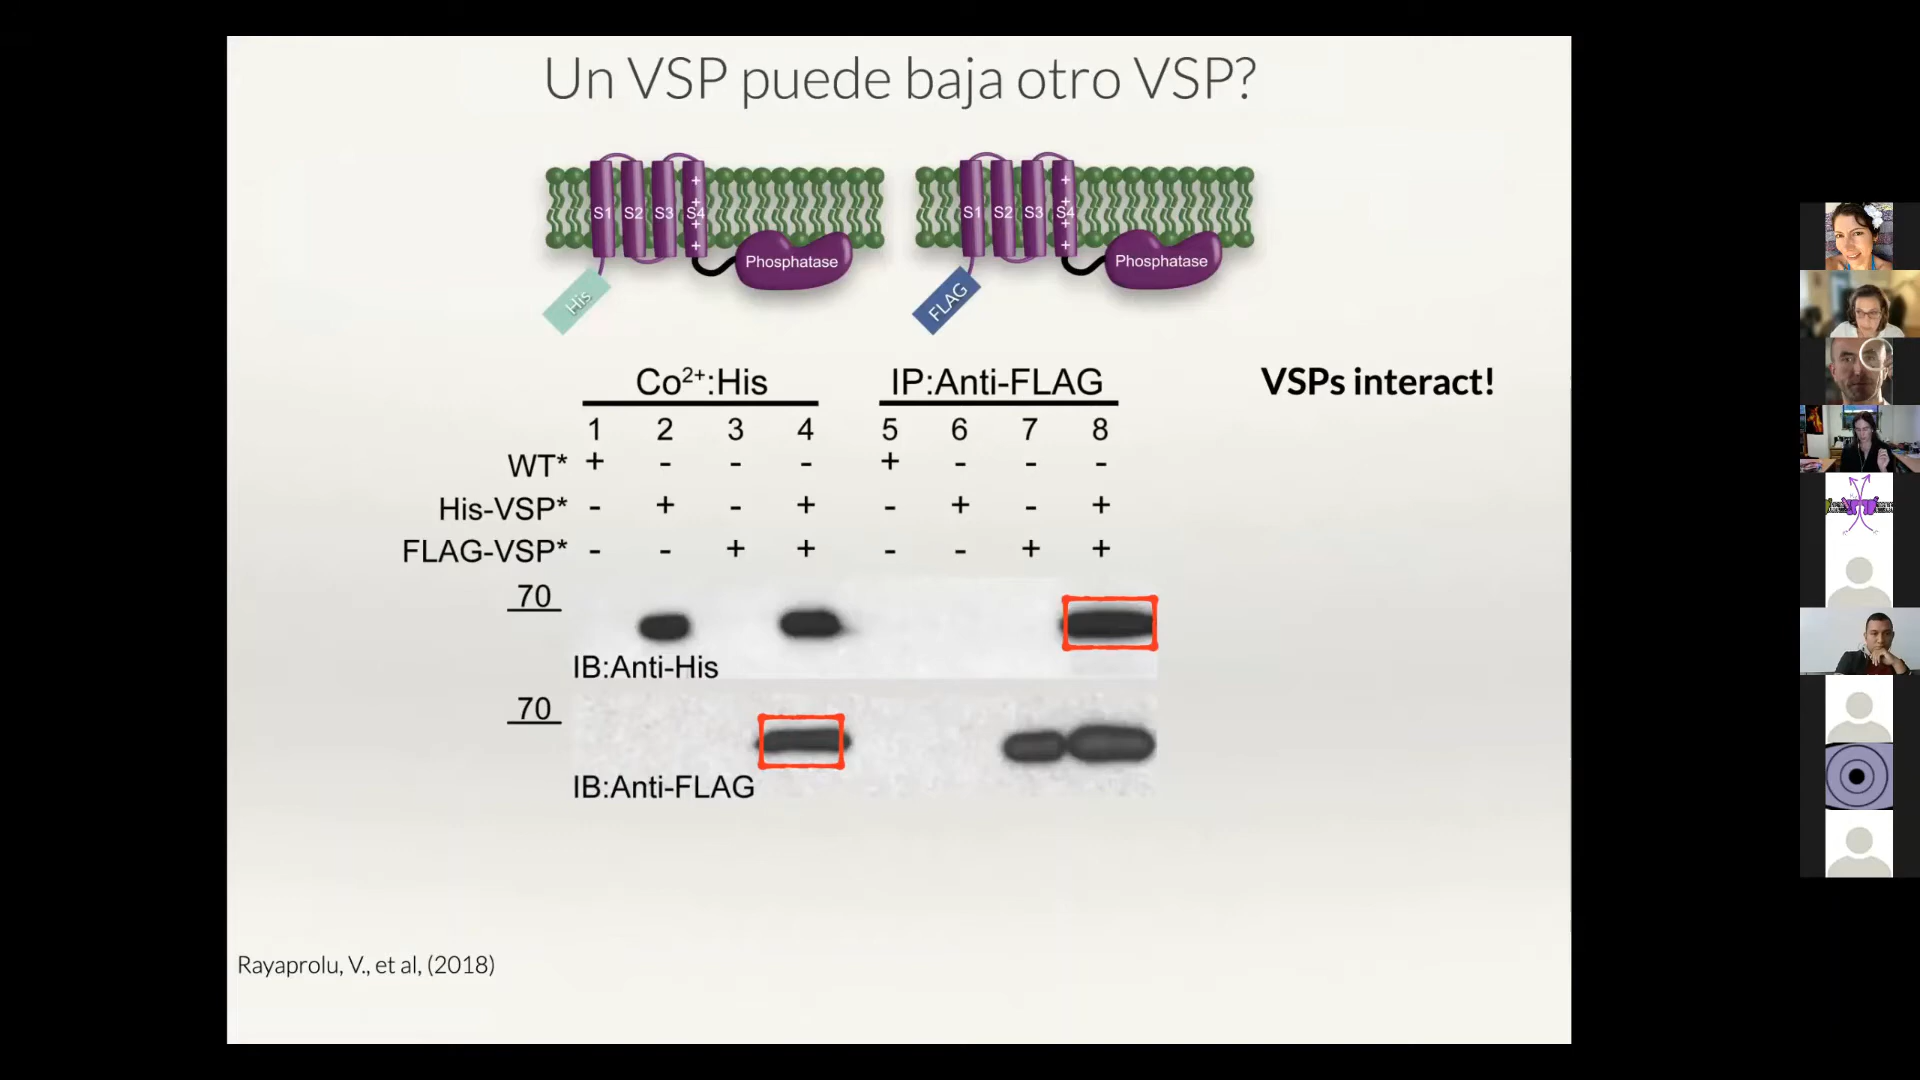 Un VSP puede baja otro VSP?
S1 S2 S3 S4 + + + +
Phosphatase
His
S1 S2 S3 S4 + + + +
Phosphatase
FLAG
Co²⁺:His IP:Anti-FLAG VSPs interact!
1 2 3 4 5 6 7 8
WT* + - - - + - - -
His-VSP* - + - + - + - +
FLAG-VSP* - - + + - - + +
70
IB:Anti-His
70
IB:Anti-FLAG
Rayaprolu, V., et al, (2018)